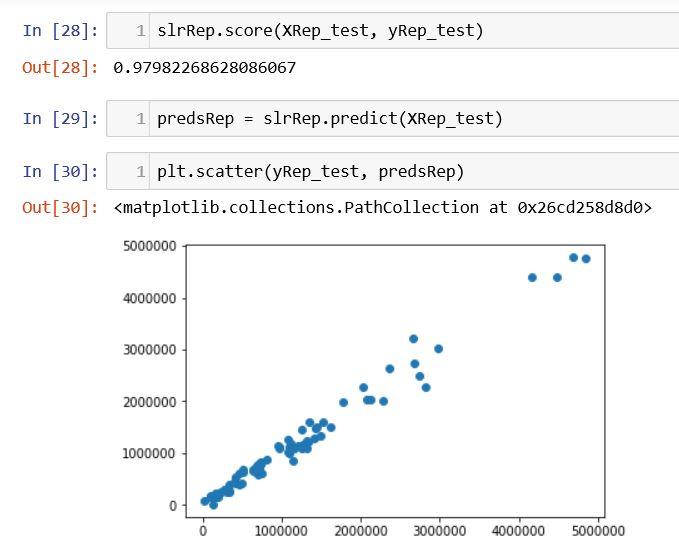 In [28]: 1 slrRep.score(XRep_test, yRep_test)
Out[28]: 0.97982268628086067
In [29]: 1 predsRep = slrRep.predict(XRep_test)
In [30]: 1 plt.scatter(yRep_test, predsRep)
Out[30]: <matplotlib.collections.PathCollection at 0x26cd258d8d0>
5000000
4000000
3000000
2000000
1000000
0
0 1000000 2000000 3000000 4000000 5000000